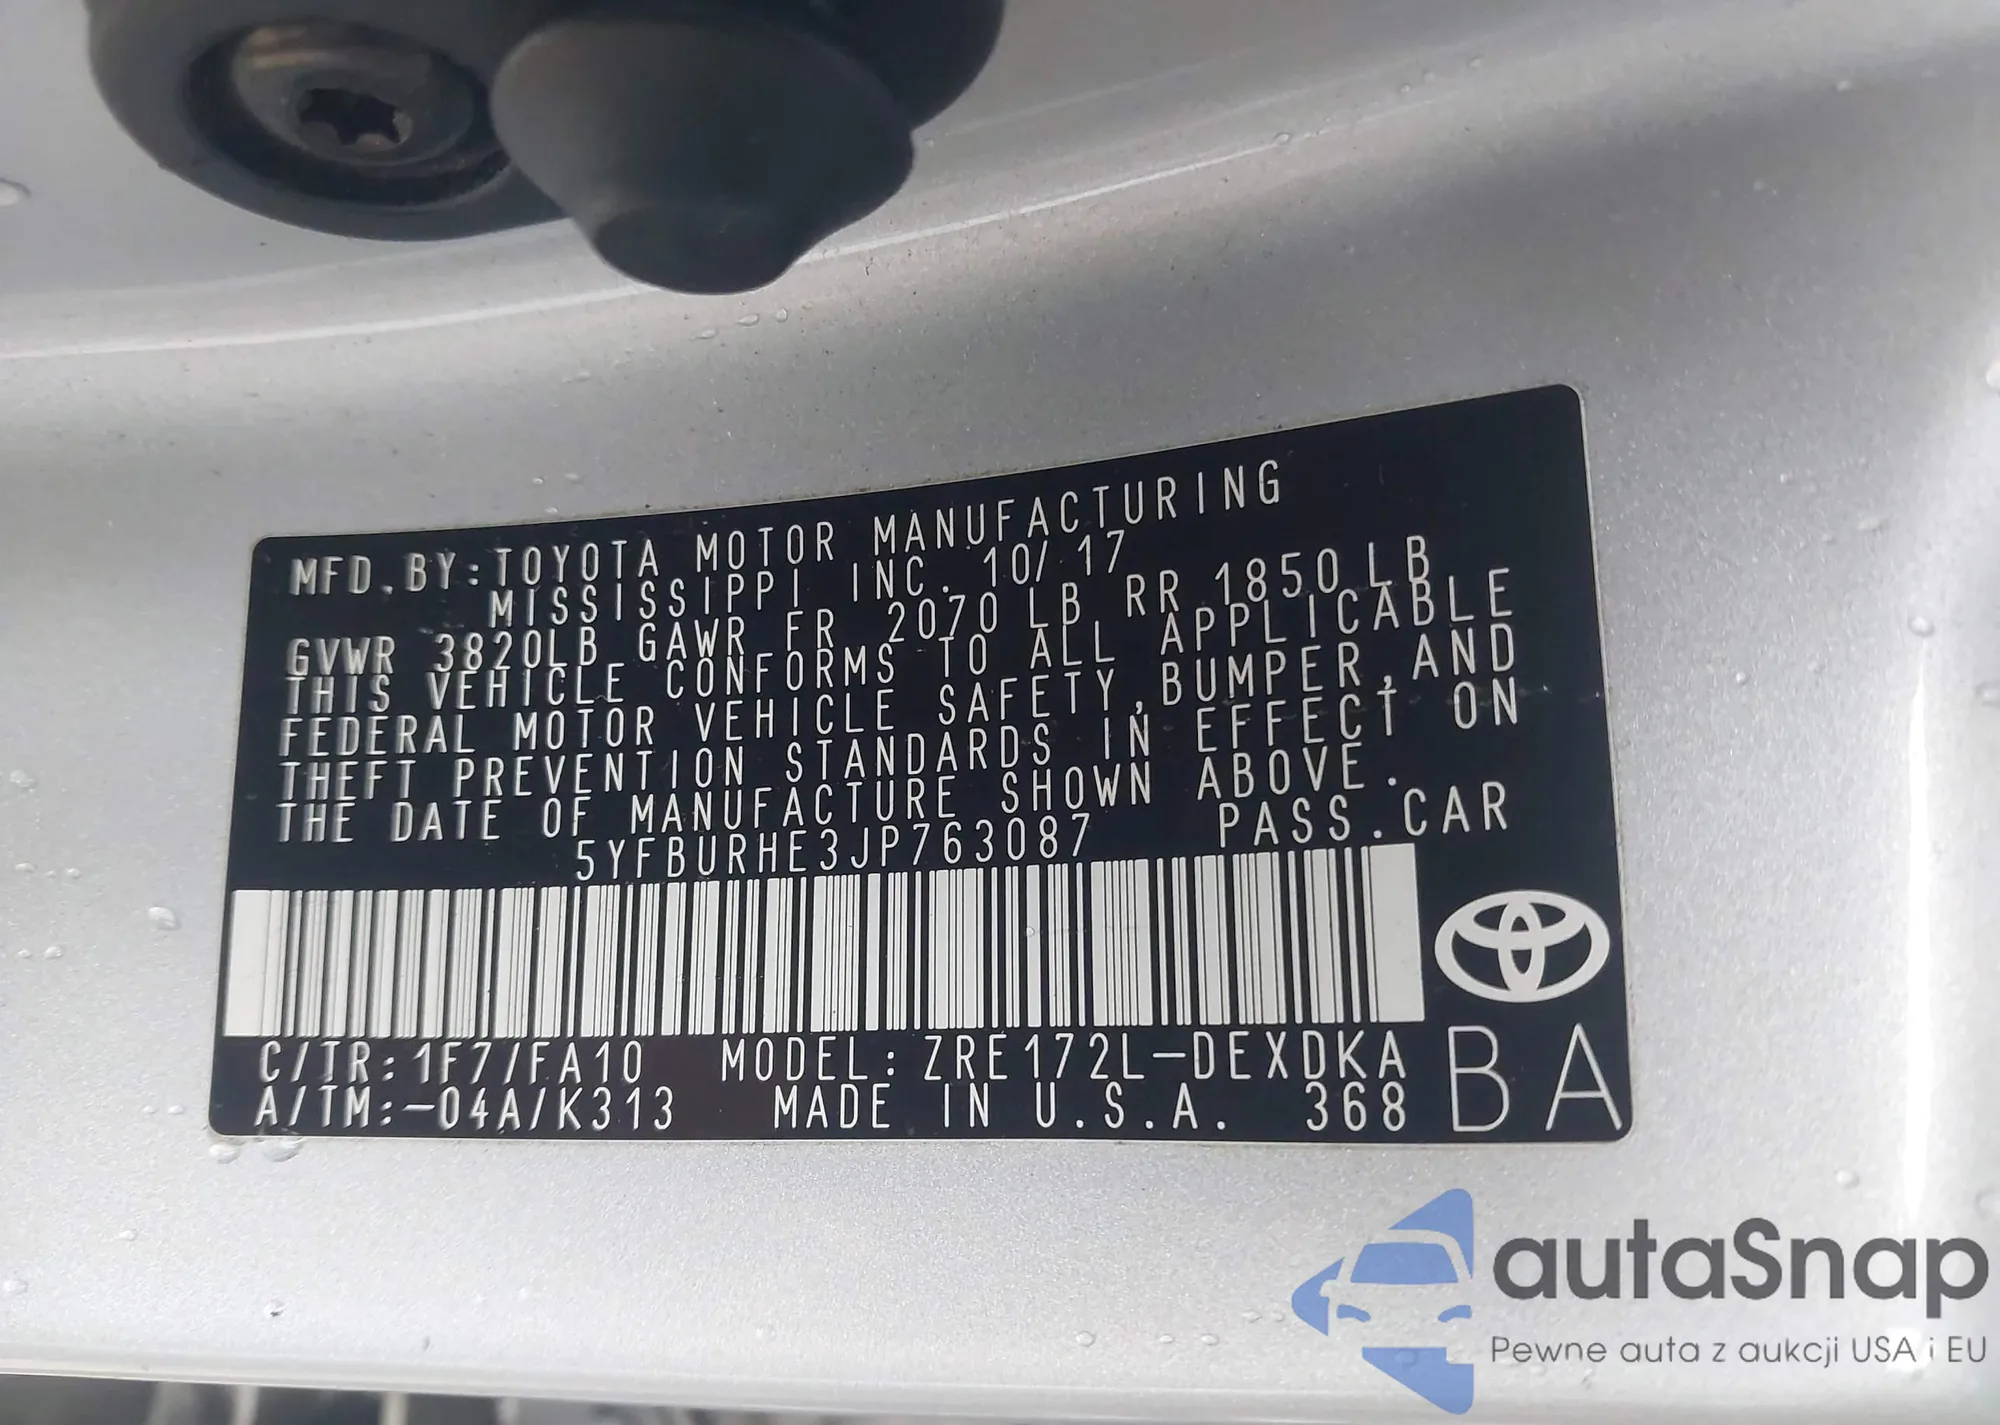 MFD.BY:TOYOTA MOTOR MANUFACTURING
MISSISSIPPI INC. 10/17
GVWR 3820LB GAWR FR 2070 LB RR 1850LB
THIS VEHICLE CONFORMS TO ALL APPLICABLE
FEDERAL MOTOR VEHICLE SAFETY,BUMPER,AND
THEFT PREVENTION STANDARDS IN EFFECT ON
THE DATE OF MANUFACTURE SHOWN ABOVE.
5YFBURHE3JP763087 PASS.CAR
C/TR:1F7/FA10 MODEL:ZRE172L-DEXDKA
A/TM:-04A/K313 MADE IN U.S.A. 368
BA
autaSnap
Pewne auta z aukcji USA i EU